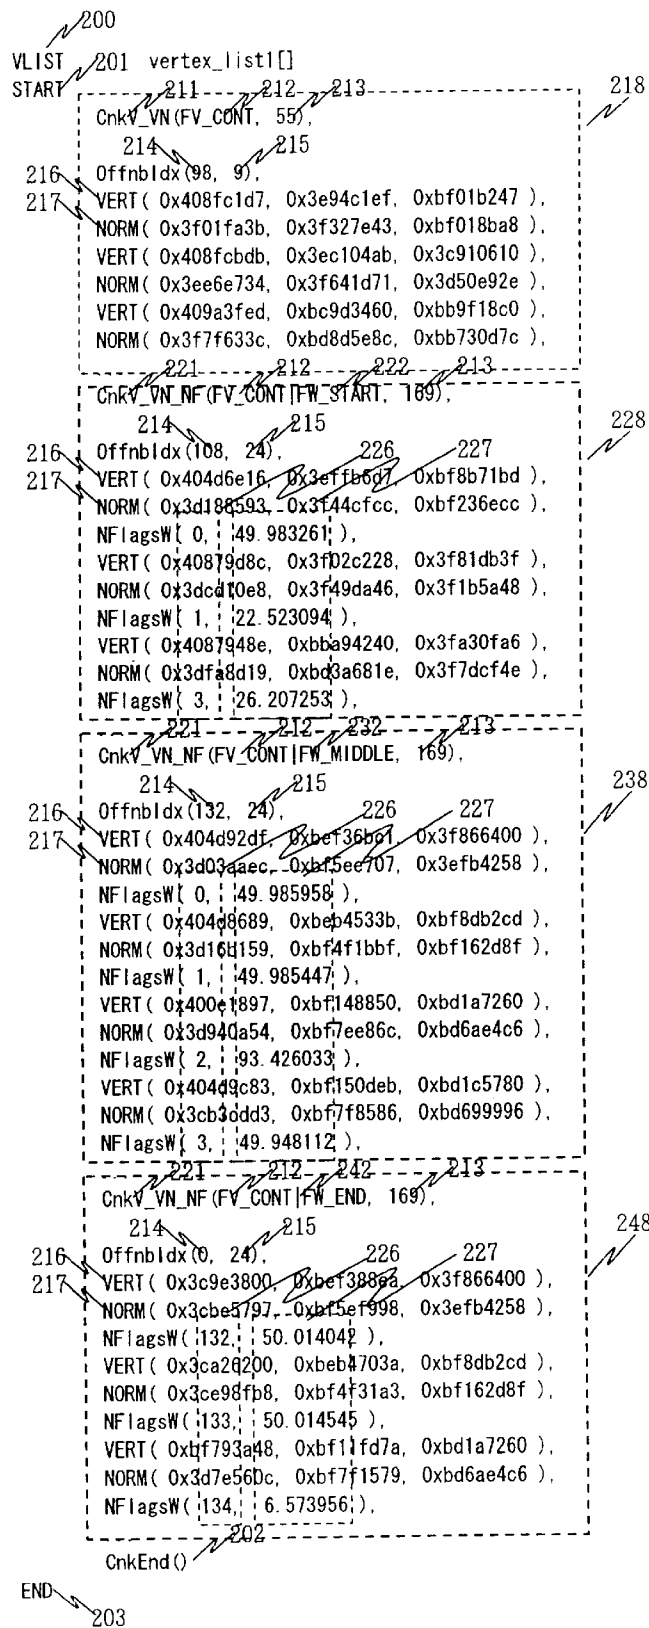 200
VLIST 201 vertex_list1[]
START 211 212 213 218
CnkV_VN(FV_CONT, 55),
214 215
OffnbIdx(98, 9),
216 VERT( 0x408fc1d7, 0x3e94c1ef, 0xbf01b247 ),
217 NORM( 0x3f01fa3b, 0x3f327e43, 0xbf018ba8 ),
VERT( 0x408fcbdb, 0x3ec104ab, 0x3c910610 ),
NORM( 0x3ee6e734, 0x3f641d71, 0x3d50e92e ),
VERT( 0x409a3fed, 0xbc9d3460, 0xbb9f18c0 ),
NORM( 0x3f7f633c, 0xbd8d5e8c, 0xbb730d7c ),
221 212 222 213
CnkV_VN_NF(FV_CONT|FW_START, 169),
214 215 228
OffnbIdx(108, 24), 226 227
216 VERT( 0x404d6e16, 0x3effb6d7, 0xbf8b71bd ),
217 NORM( 0x3d188593, 0x3f44cfcc, 0xbf236ecc ),
NFlagsW( 0, 49.983261 ),
VERT( 0x40879d8c, 0x3f02c228, 0x3f81db3f ),
NORM( 0x3dcd10e8, 0x3f49da46, 0x3f1b5a48 ),
NFlagsW( 1, 22.523094 ),
VERT( 0x4087948e, 0xbba94240, 0x3fa30fa6 ),
NORM( 0x3dfa8d19, 0xbd3a681e, 0x3f7dcf4e ),
NFlagsW( 3, 26.207253 ),
221 212 232 213
CnkV_VN_NF(FV_CONT|FW_MIDDLE, 169),
214 215 238
OffnbIdx(132, 24), 226 227
216 VERT( 0x404d92df, 0xbef36bc1, 0x3f866400 ),
217 NORM( 0x3d03aaec, 0xbf5ee707, 0x3efb4258 ),
NFlagsW( 0, 49.985958 ),
VERT( 0x404d8689, 0xbeb4533b, 0xbf8db2cd ),
NORM( 0x3d16b159, 0xbf4f1bbf, 0xbf162d8f ),
NFlagsW( 1, 49.985447 ),
VERT( 0x400e1897, 0xbf148850, 0xbd1a7260 ),
NORM( 0x3d940a54, 0xbf7ee86c, 0xbd6ae4c6 ),
NFlagsW( 2, 93.426033 ),
VERT( 0x404d9c83, 0xbf150deb, 0xbd1c5780 ),
NORM( 0x3cb3cdd3, 0xbf7f8586, 0xbd699996 ),
NFlagsW( 3, 49.948112 ),
221 212 242 213
CnkV_VN_NF(FV_CONT|FW_END, 169),
214 215 248
OffnbIdx(0, 24), 226 227
216 VERT( 0x3c9e3800, 0xbef388ea, 0x3f866400 ),
217 NORM( 0x3cbe5797, 0xbf5ef998, 0x3efb4258 ),
NFlagsW( 132, 50.014042 ),
VERT( 0x3ca26200, 0xbeb4703a, 0xbf8db2cd ),
NORM( 0x3ce98fb8, 0xbf4f31a3, 0xbf162d8f ),
NFlagsW( 133, 50.014545 ),
VERT( 0xbf793a48, 0xbf11fd7a, 0xbd1a7260 ),
NORM( 0x3d7e560c, 0xbf7f1579, 0xbd6ae4c6 ),
NFlagsW( 134, 6.573956 ),
202
CnkEnd()
END
203